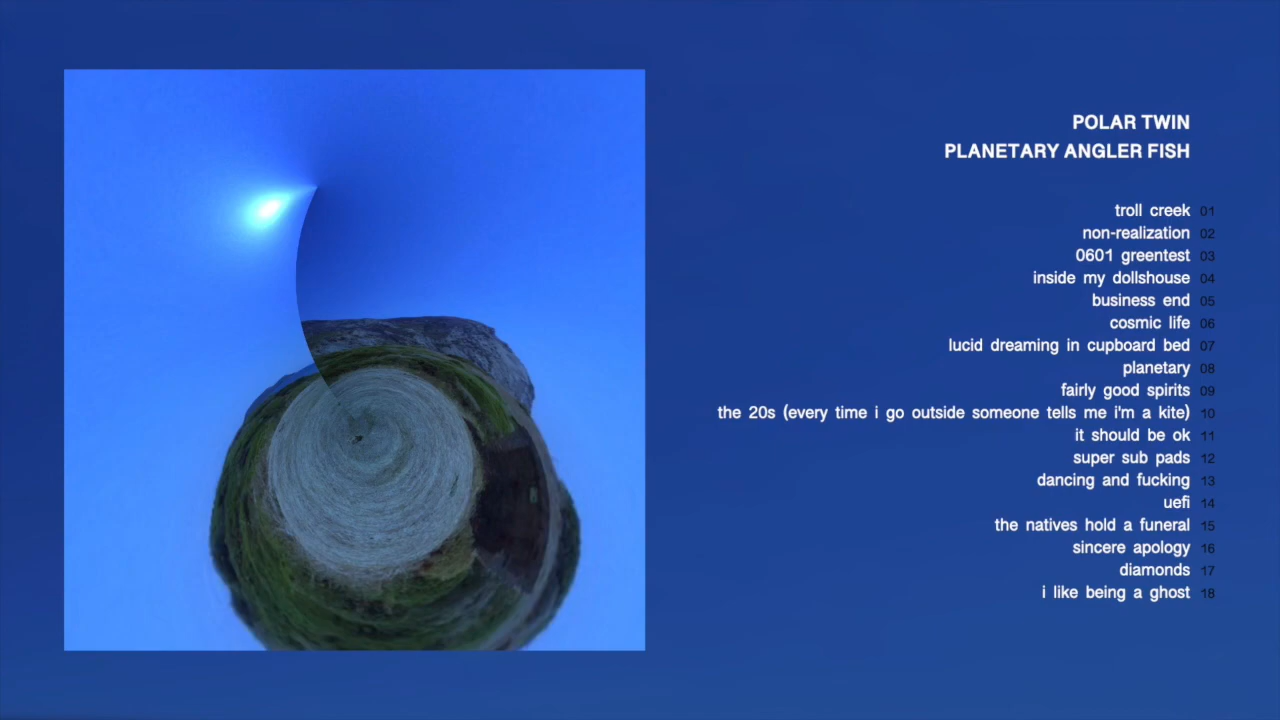 POLAR TWIN
PLANETARY ANGLER FISH
troll creek 01
non-realization 02
0601 greentest 03
inside my dollshouse 04
business end 05
cosmic life 06
lucid dreaming in cupboard bed 07
planetary 08
fairly good spirits 09
the 20s (every time i go outside someone tells me i'm a kite) 10
it should be ok 11
super sub pads 12
dancing and fucking 13
uefi 14
the natives hold a funeral 15
sincere apology 16
diamonds 17
i like being a ghost 18